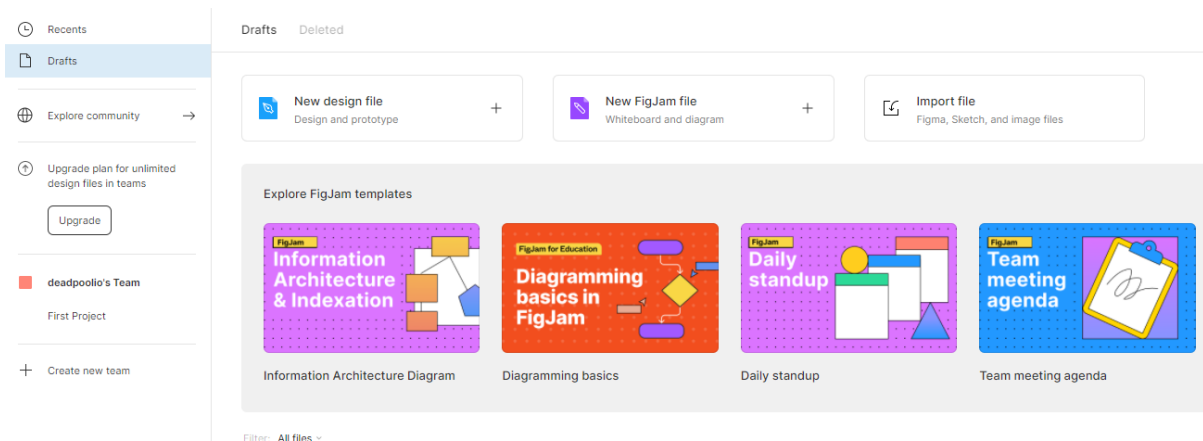 Recents
Drafts
Explore community
Upgrade plan for unlimited
design files in teams
Upgrade
deadpoolio's Team
First Project
Create new team
Drafts Deleted
New design file
Design and prototype
New FigJam file
Whiteboard and diagram
Import file
Figma, Sketch, and image files
Explore FigJam templates
FigJam
Information
Architecture
& Indexation
Information Architecture Diagram
FigJam for Education
Diagramming
basics in
FigJam
Diagramming basics
FigJam
Daily
standup
Daily standup
FigJam
Team
meeting
agenda
Team meeting agenda
Filter: All files